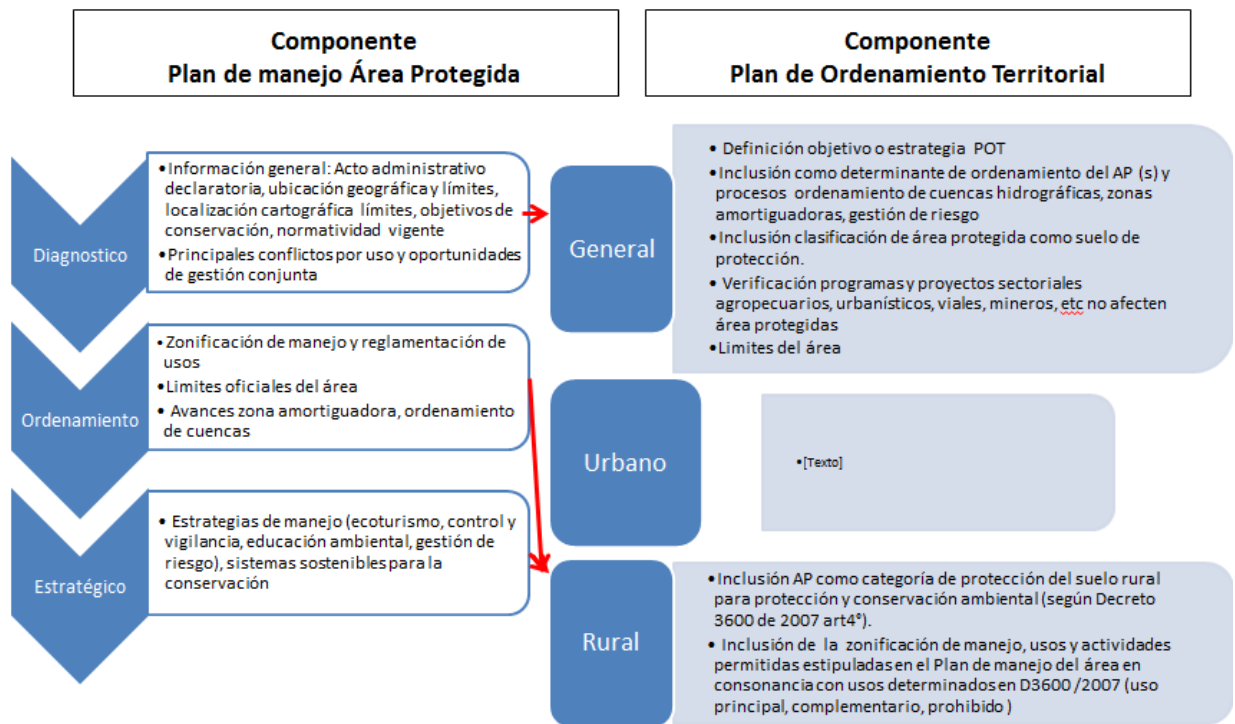 Componente
Plan de manejo Área Protegida
Componente
Plan de Ordenamiento Territorial
Diagnostico
•Información general: Acto administrativo
declaratoria, ubicación geográfica y límites,
localización cartográfica límites, objetivos de
conservación, normatividad vigente
•Principales conflictos por uso y oportunidades
de gestión conjunta
General
• Definición objetivo o estrategia POT
•Inclusión como determinante de ordenamiento del AP (s) y
procesos ordenamiento de cuencas hidrográficas, zonas
amortiguadoras, gestión de riesgo
•Inclusión clasificación de área protegida como suelo de
protección.
• Verificación programas y proyectos sectoriales
agropecuarios, urbanísticos, viales, mineros, etc no afecten
área protegidas
•Limites del área
Ordenamiento
•Zonificación de manejo y reglamentación de
usos
•Limites oficiales del área
• Avances zona amortiguadora, ordenamiento
de cuencas
Urbano
•[Texto]
Estratégico
• Estrategias de manejo (ecoturismo, control y
vigilancia, educación ambiental, gestión de
riesgo), sistemas sostenibles para la
conservación
Rural
•Inclusión AP como categoría de protección del suelo rural
para protección y conservación ambiental (según Decreto
3600 de 2007 art4°).
•Inclusión de la zonificación de manejo, usos y actividades
permitidas estipuladas en el Plan de manejo del área en
consonancia con usos determinados en D3600 /2007 (uso
principal, complementario, prohibido )